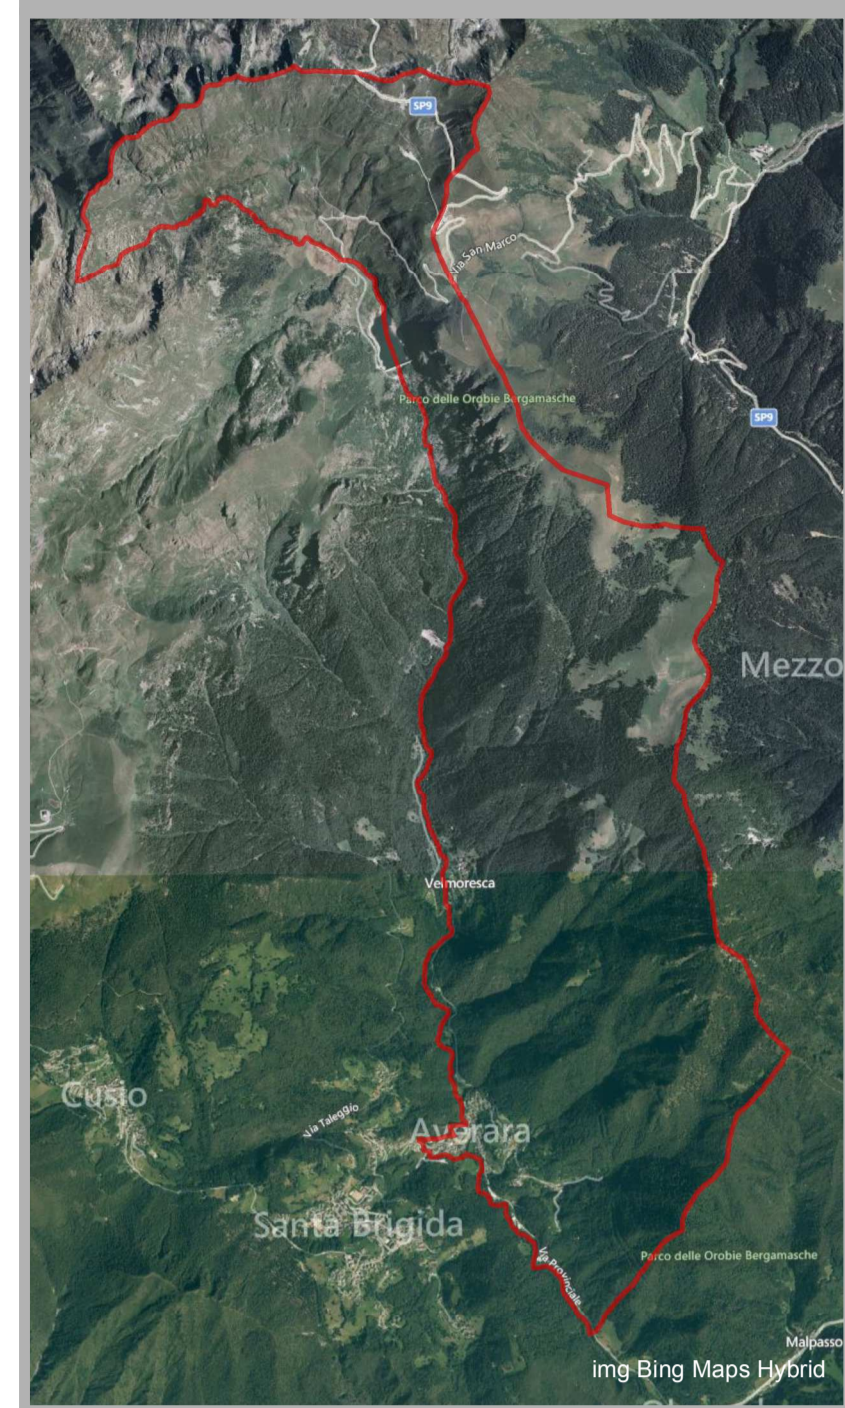 SP9
Via San Marco
Parco delle Orobie Bergamasche
SP9
Mezzo
Valmoresca
Cusio
Via Taleggio
Averara
Santa Brigida
Via Provinciale
Parco delle Orobie Bergamasche
Malpasso
img Bing Maps Hybrid